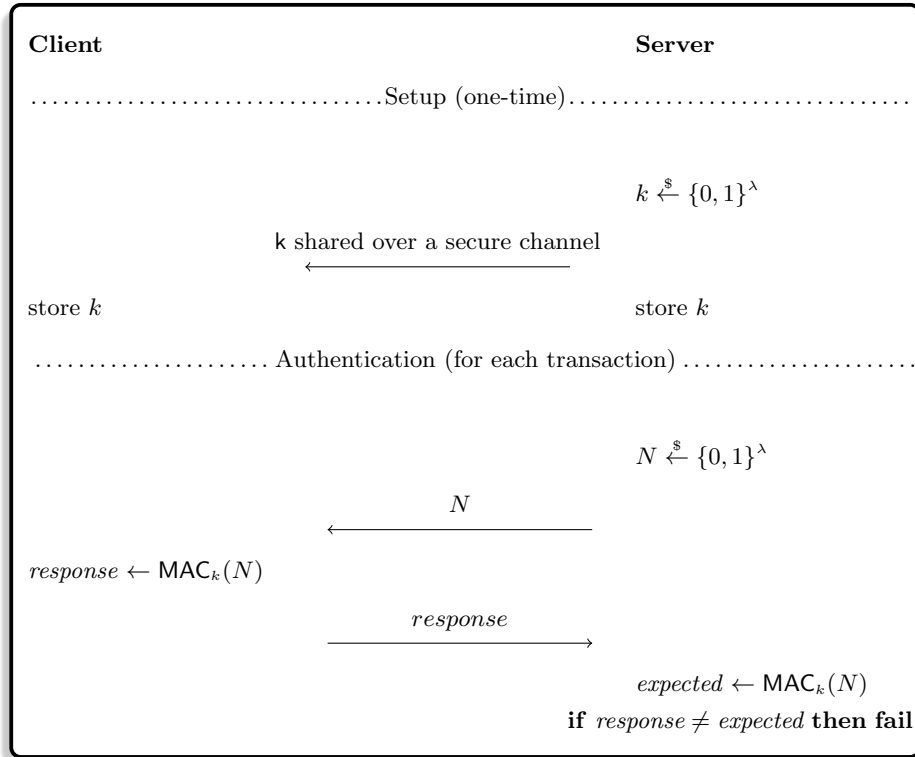 Client Server
Setup (one-time)
k ←$ {0, 1}^λ
k shared over a secure channel
store k store k
Authentication (for each transaction)
N ←$ {0, 1}^λ
N
response ← MAC_k(N)
response
expected ← MAC_k(N)
if response ≠ expected then fail